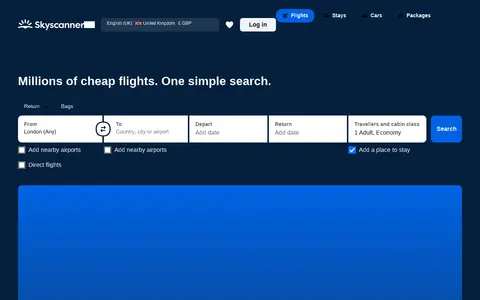 Skyscanner
English (UK) United Kingdom £ GBP
Log in
Flights
Stays
Cars
Packages
Millions of cheap flights. One simple search.
Return
Bags
From
London (Any)
To
Country, city or airport
Depart
Add date
Return
Add date
Travellers and cabin class
1 Adult, Economy
Search
Add nearby airports
Add nearby airports
Add a place to stay
Direct flights